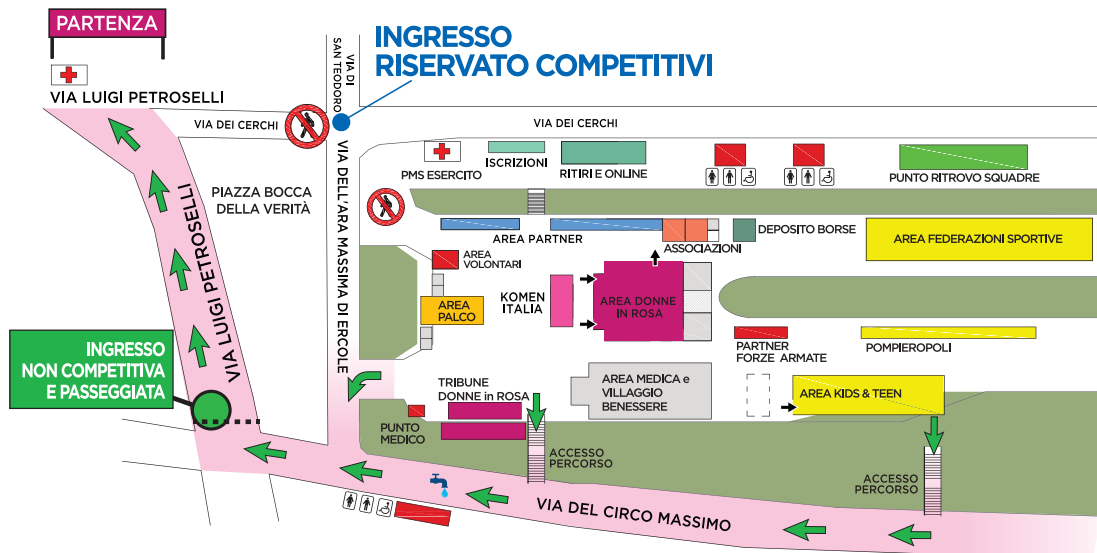 PARTENZA
VIA LUIGI PETROSELLI
VIA DI
SAN TEODORO
INGRESSO
RISERVATO COMPETITIVI
VIA DEI CERCHI
VIA DEI CERCHI
PMS ESERCITO
ISCRIZIONI
RITIRI E ONLINE
PUNTO RITROVO SQUADRE
PIAZZA BOCCA
DELLA VERITÀ
VIA DELL'ARA MASSIMA DI ERCOLE
VIA LUIGI PETROSELLI
AREA PARTNER
ASSOCIAZIONI
DEPOSITO BORSE
AREA FEDERAZIONI SPORTIVE
AREA
VOLONTARI
AREA
PALCO
KOMEN
ITALIA
AREA DONNE
IN ROSA
PARTNER
FORZE ARMATE
POMPIEROPOLI
INGRESSO
NON COMPETITIVA
E PASSEGGIATA
TRIBUNE
DONNE in ROSA
AREA MEDICA e
VILLAGGIO
BENESSERE
AREA KIDS & TEEN
PUNTO
MEDICO
ACCESSO
PERCORSO
ACCESSO
PERCORSO
VIA DEL CIRCO MASSIMO